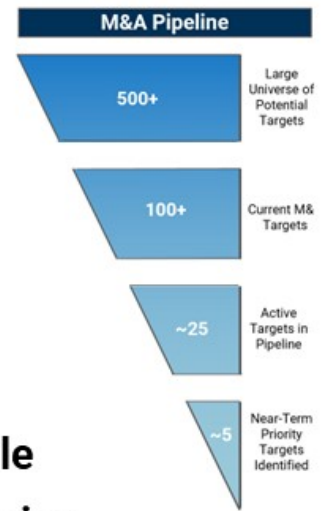 M&A Pipeline
500+
Large
Universe of
Potential
Targets
100+
Current M&
Targets
~25
Active
Targets in
Pipeline
~5
Near-Term
Priority
Targets
Identified
le